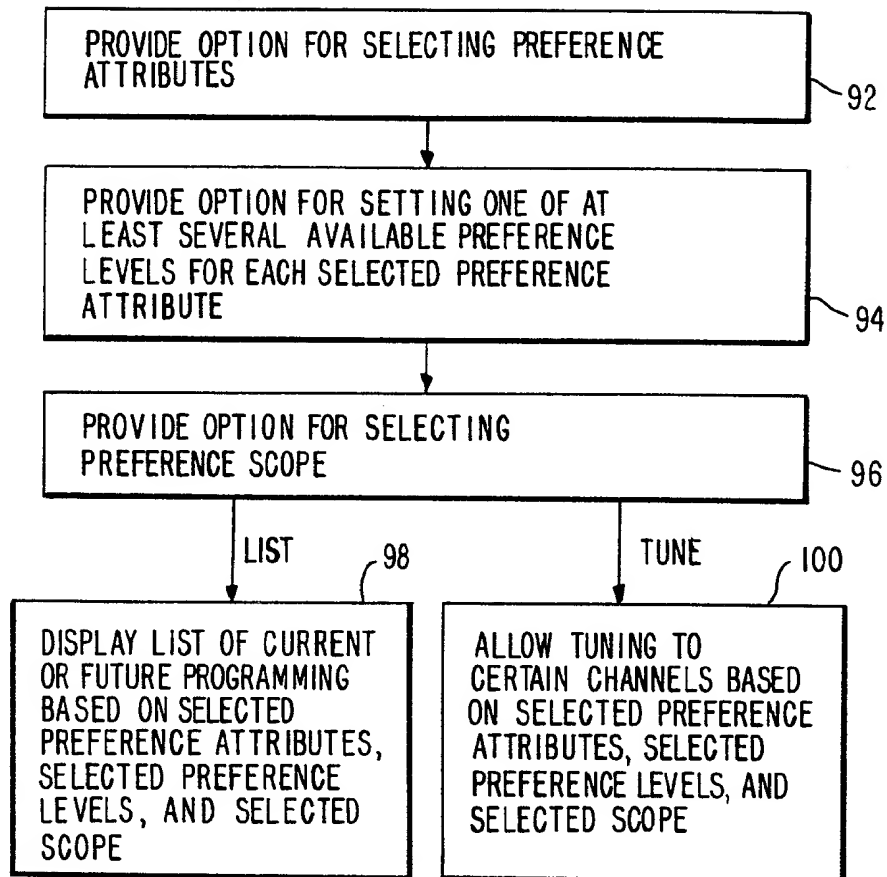 PROVIDE OPTION FOR SELECTING PREFERENCE
ATTRIBUTES
92
PROVIDE OPTION FOR SETTING ONE OF AT
LEAST SEVERAL AVAILABLE PREFERENCE
LEVELS FOR EACH SELECTED PREFERENCE
ATTRIBUTE
94
PROVIDE OPTION FOR SELECTING
PREFERENCE SCOPE
96
LIST
98
TUNE
100
DISPLAY LIST OF CURRENT
OR FUTURE PROGRAMMING
BASED ON SELECTED
PREFERENCE ATTRIBUTES,
SELECTED PREFERENCE
LEVELS, AND SELECTED
SCOPE
ALLOW TUNING TO
CERTAIN CHANNELS BASED
ON SELECTED PREFERENCE
ATTRIBUTES, SELECTED
PREFERENCE LEVELS, AND
SELECTED SCOPE